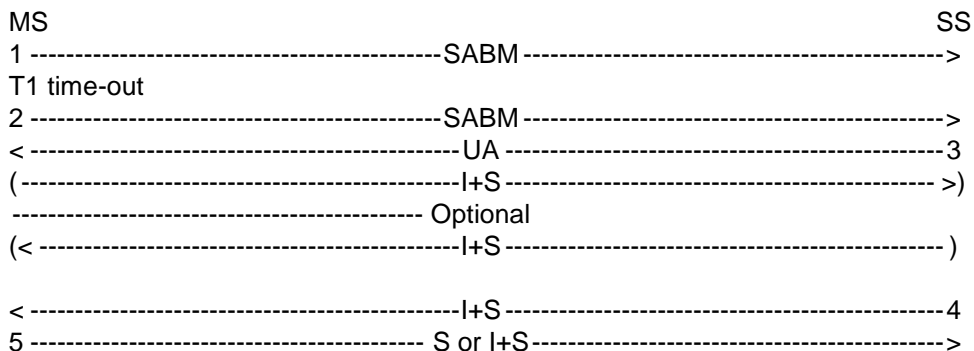 MS SS
1 ----------------------------------------------SABM -----------------------------------------------> 
T1 time-out
2 ----------------------------------------------SABM ----------------------------------------------->
< ------------------------------------------------UA -------------------------------------------------3
( -------------------------------------------------I+S ------------------------------------------------ >)
---------------------------------------------- Optional
(< -----------------------------------------------I+S ------------------------------------------------- )
< ------------------------------------------------I+S -------------------------------------------------4
5 -------------------------------------------- S or I+S---------------------------------------------->